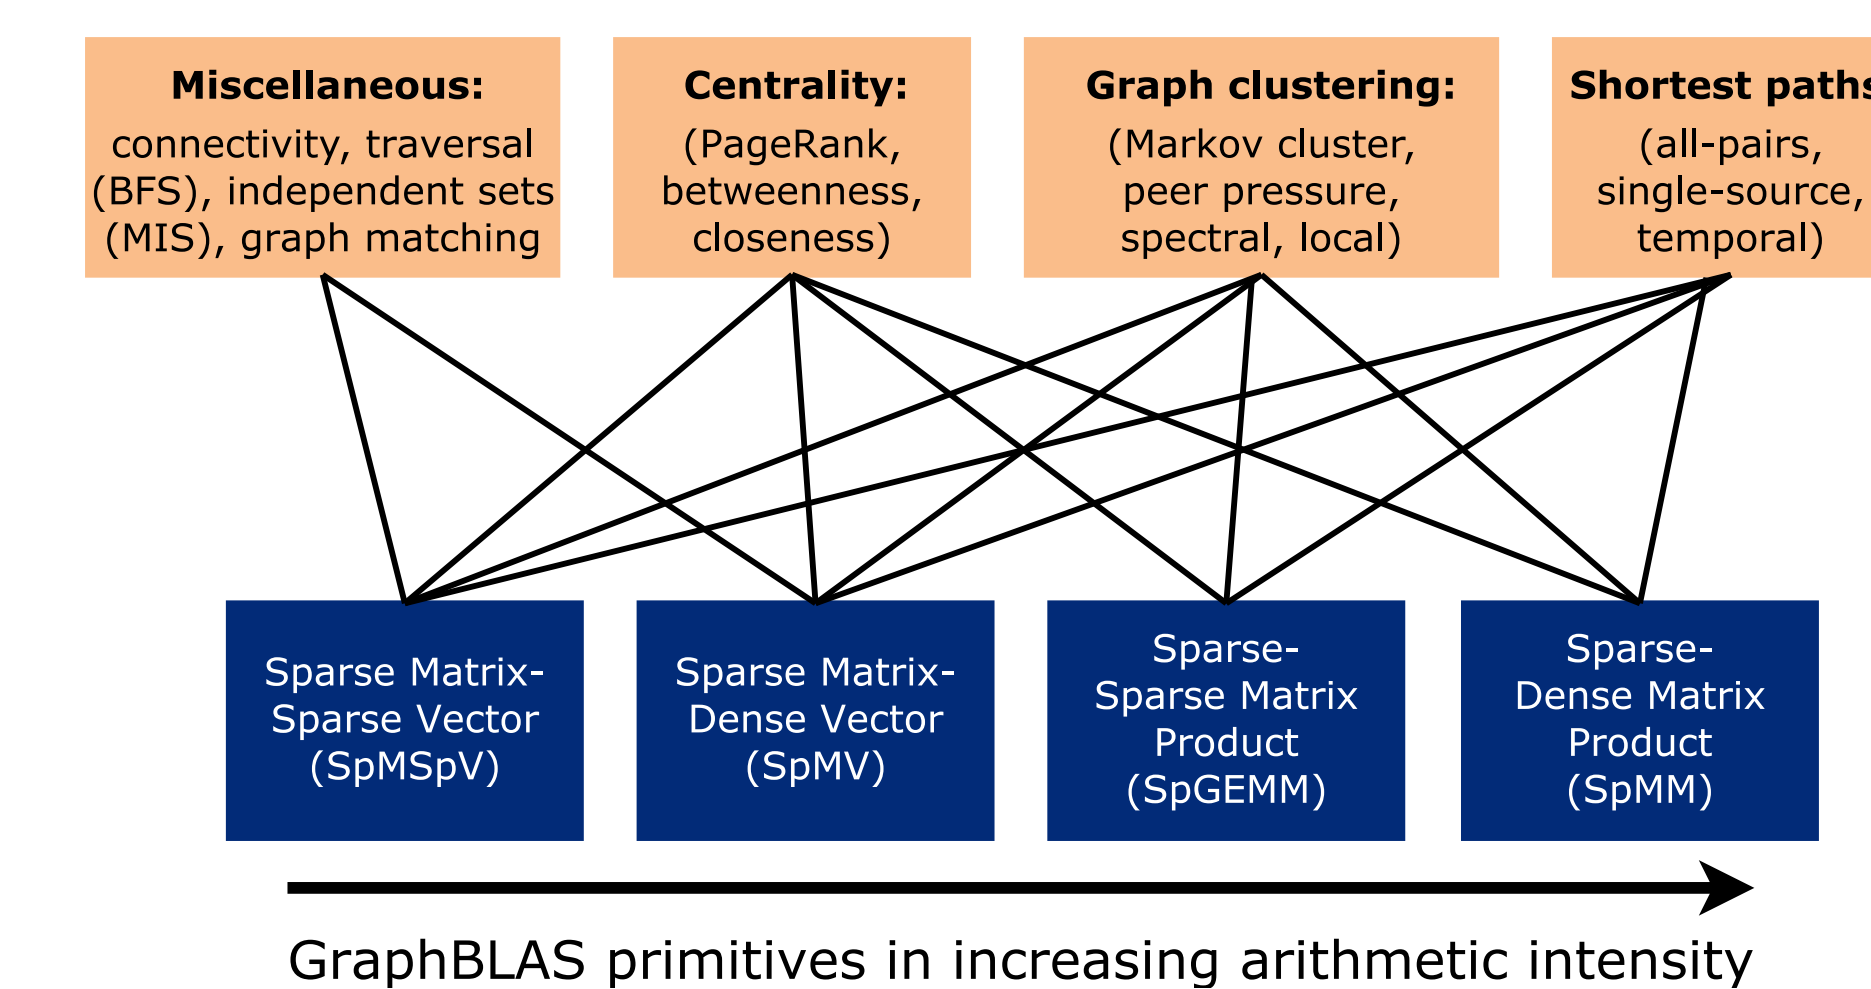 Miscellaneous:
connectivity, traversal
(BFS), independent sets
(MIS), graph matching
Centrality:
(PageRank,
betweenness,
closeness)
Graph clustering:
(Markov cluster,
peer pressure,
spectral, local)
Shortest paths
(all-pairs,
single-source,
temporal)
Sparse Matrix-
Sparse Vector
(SpMSpV)
Sparse Matrix-
Dense Vector
(SpMV)
Sparse-
Sparse Matrix
Product
(SpGEMM)
Sparse-
Dense Matrix
Product
(SpMM)
GraphBLAS primitives in increasing arithmetic intensity